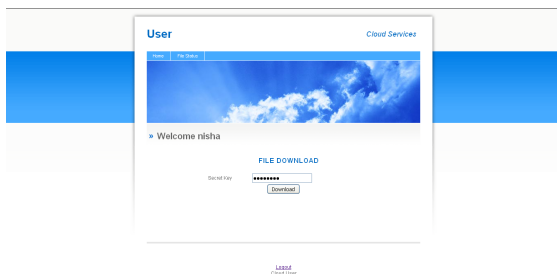 User
Cloud Services
Home File Status
» Welcome nisha
FILE DOWNLOAD
Secret Key ●●●●●●●●
Download
Logout
Cloud User